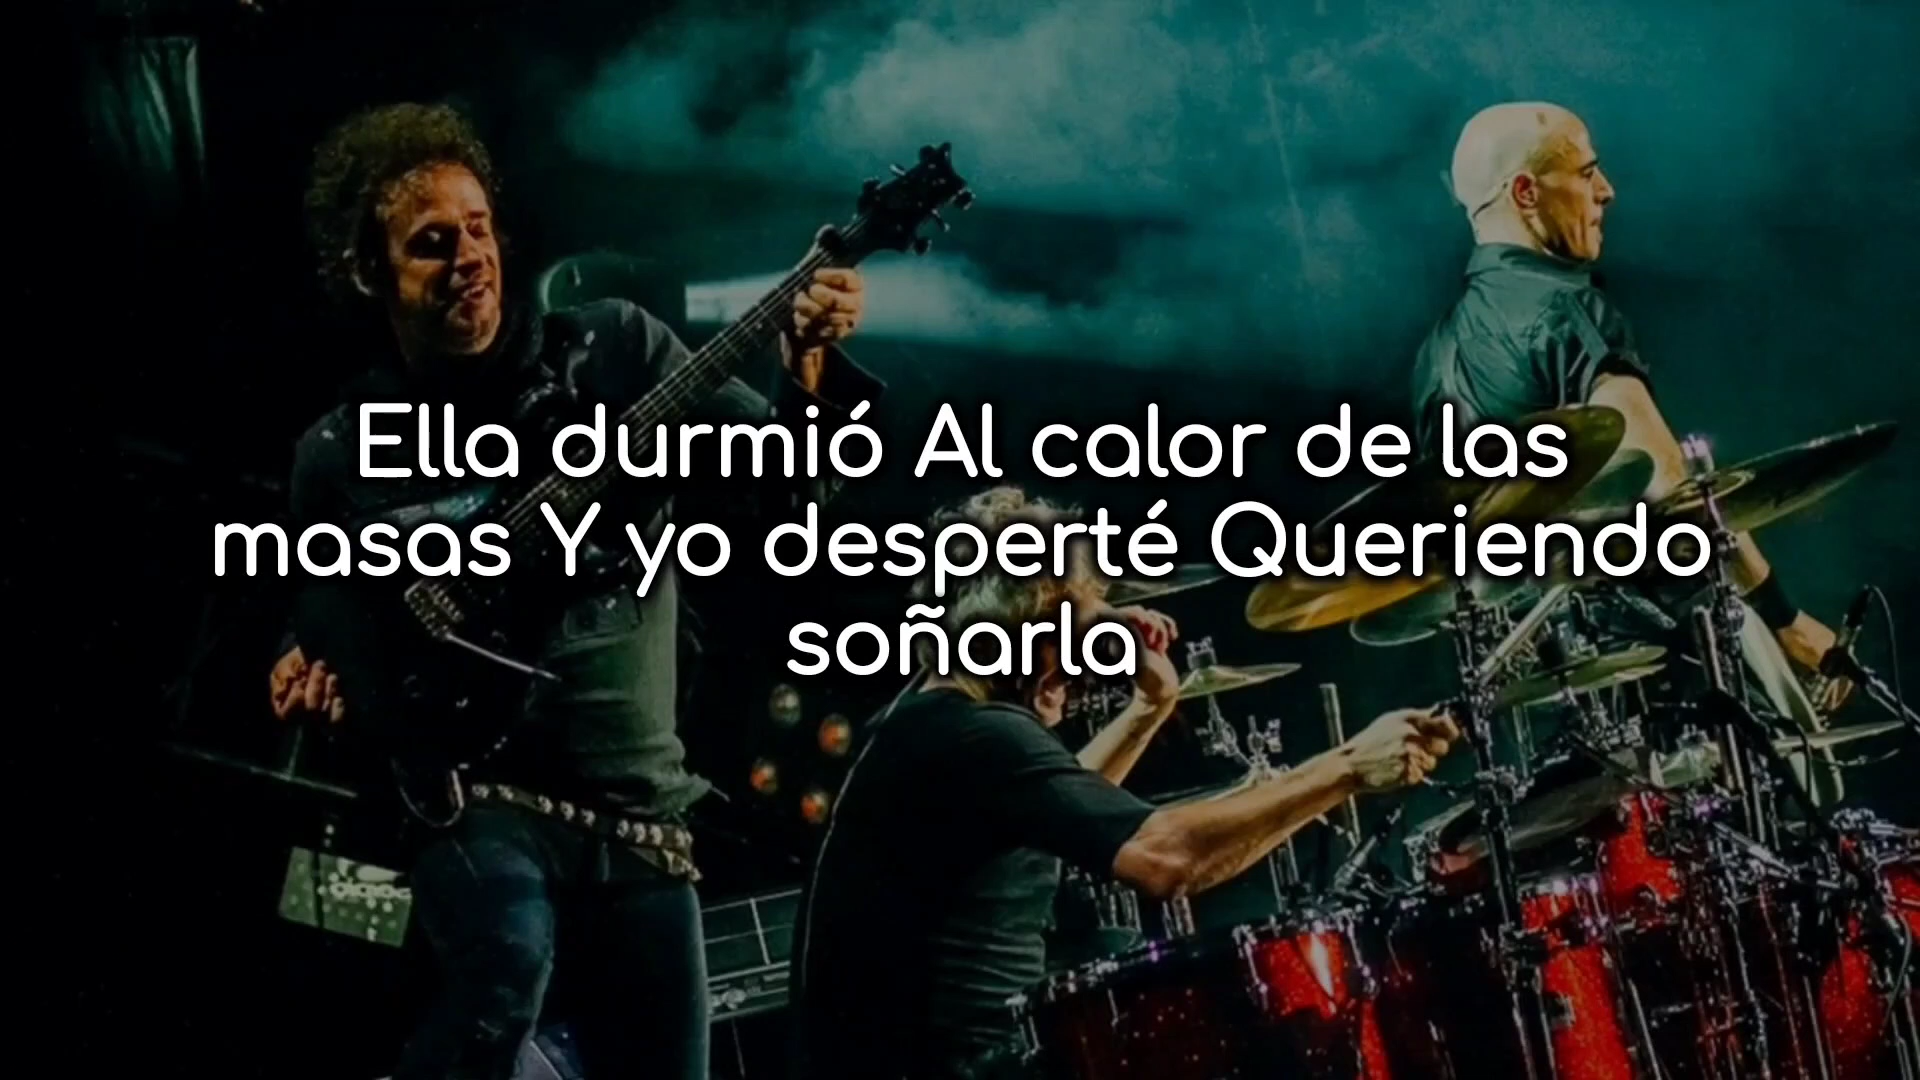 Ella durmió Al calor de las
masas Y yo desperté Queriendo
soñarla